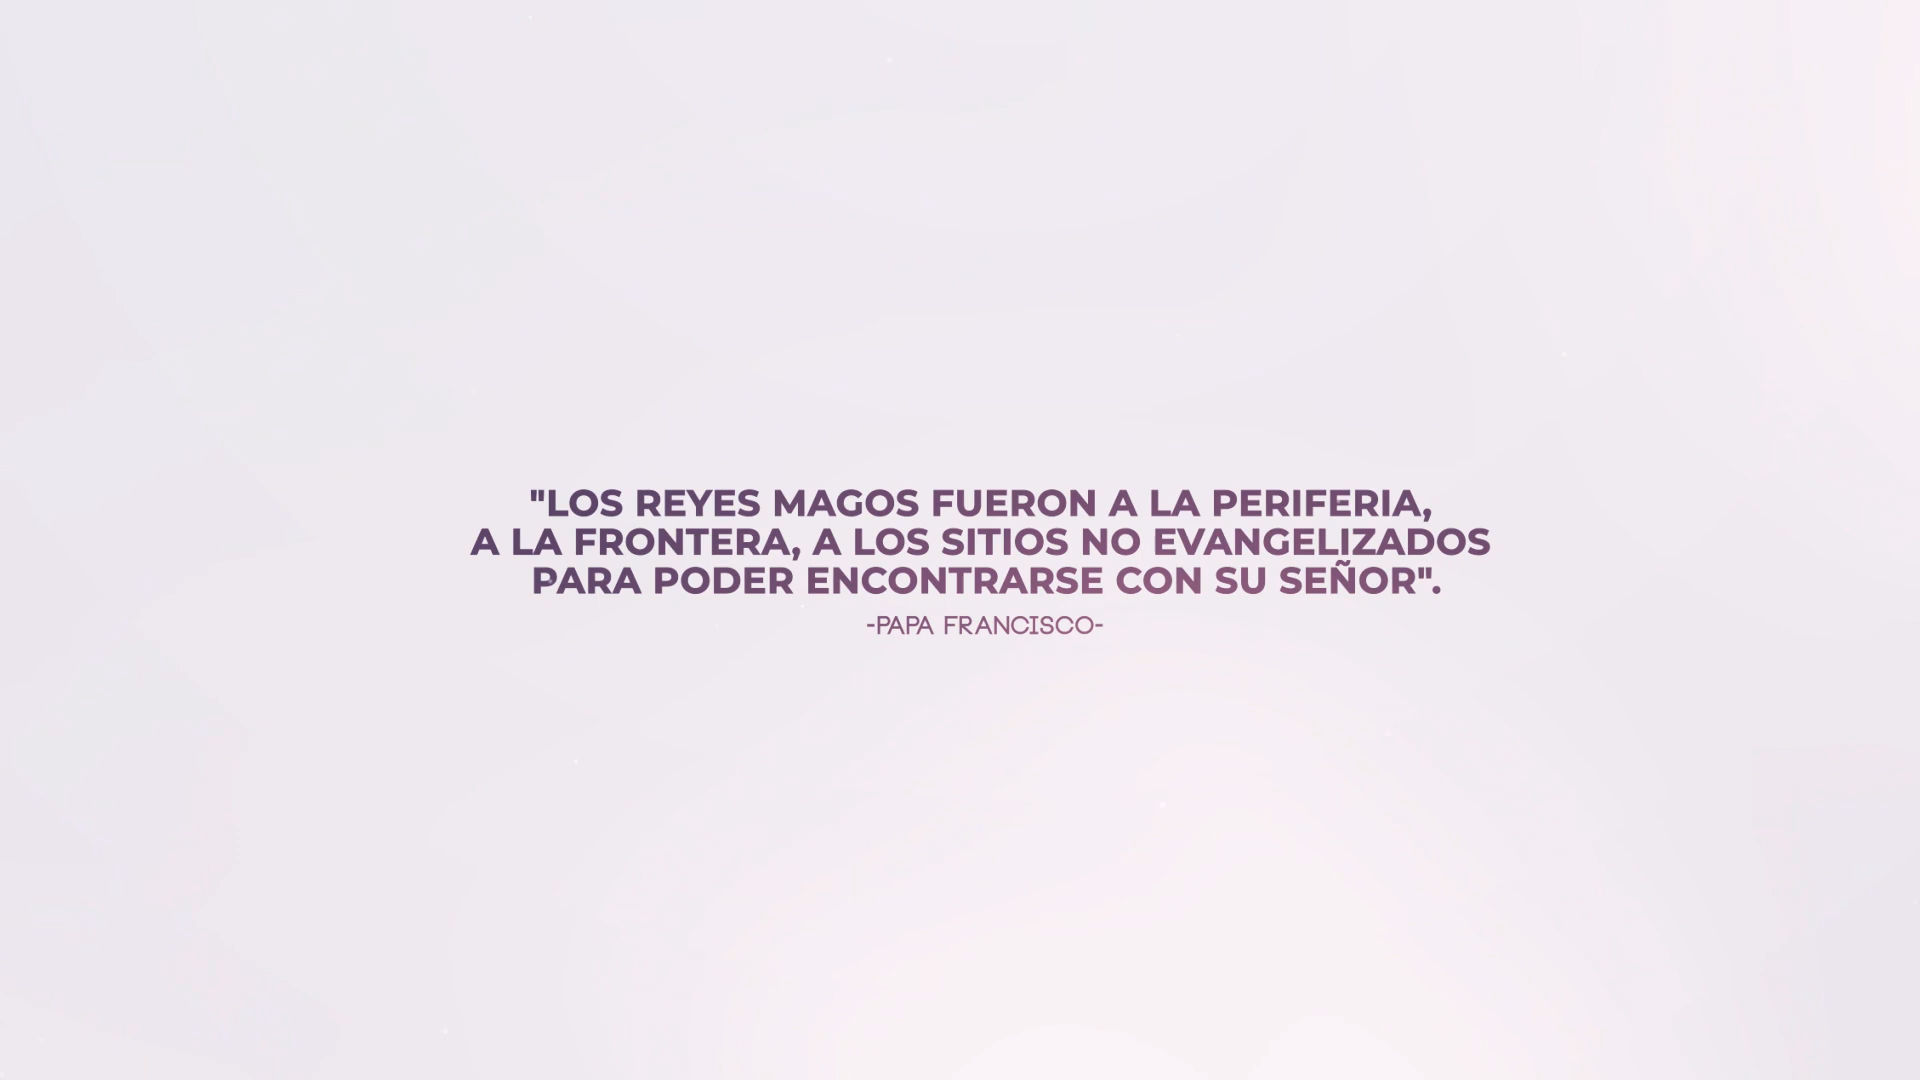 "LOS REYES MAGOS FUERON A LA PERIFERIA,
A LA FRONTERA, A LOS SITIOS NO EVANGELIZADOS
PARA PODER ENCONTRARSE CON SU SEÑOR".
-PAPA FRANCISCO-